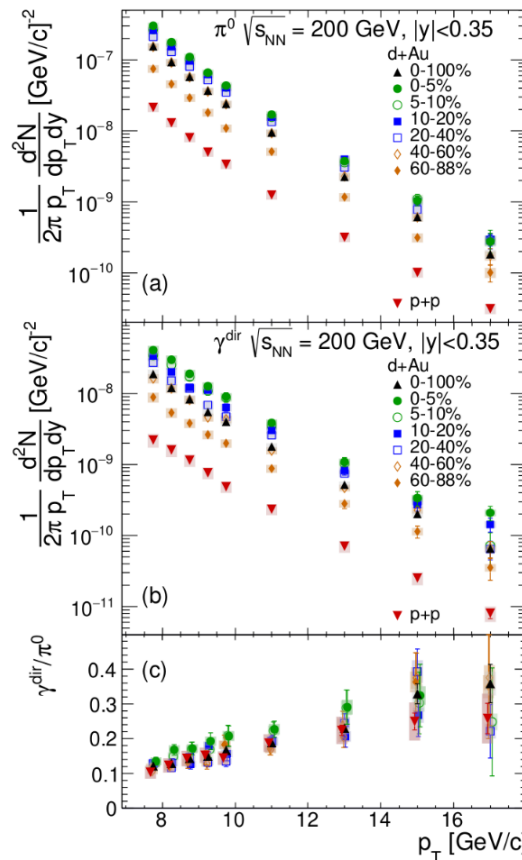 π⁰ √s_NN = 200 GeV, |y|<0.35
d+Au
0-100%
0-5%
5-10%
10-20%
20-40%
40-60%
60-88%
p+p
(a)
1/(2π p_T) d²N/(dp_T dy) [GeV/c]⁻²
10⁻⁷
10⁻⁸
10⁻⁹
10⁻¹⁰
γ^dir √s_NN = 200 GeV, |y|<0.35
d+Au
0-100%
0-5%
5-10%
10-20%
20-40%
40-60%
60-88%
p+p
(b)
1/(2π p_T) d²N/(dp_T dy) [GeV/c]⁻²
10⁻⁸
10⁻⁹
10⁻¹⁰
10⁻¹¹
(c)
γ^dir/π⁰
0.4
0.3
0.2
0.1
0
8 10 12 14 16
p_T [GeV/c]